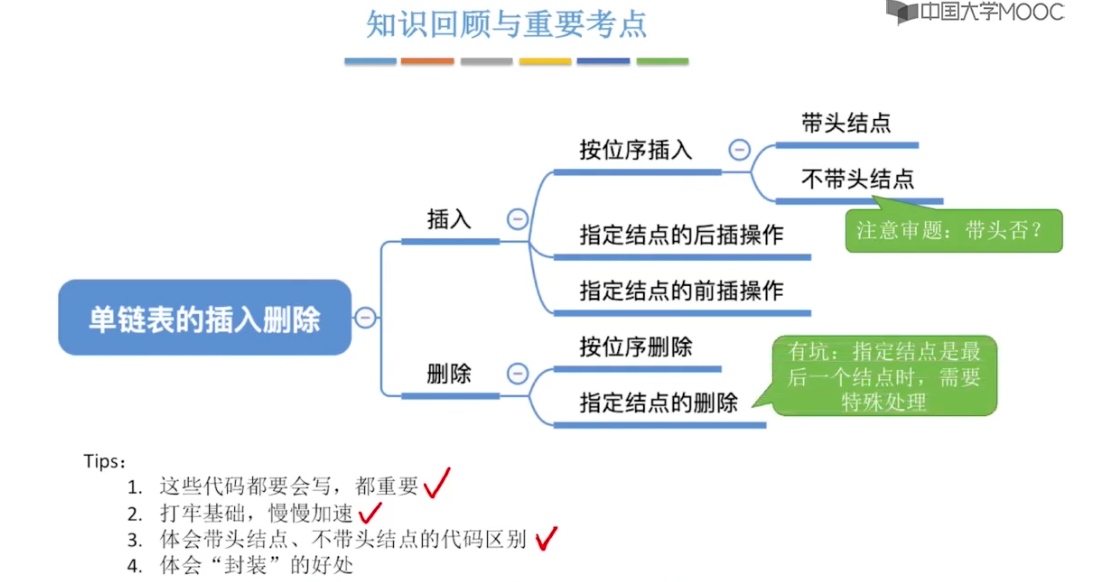 知识回顾与重要考点
中国大学MOOC
单链表的插入删除
插入
按位序插入
带头结点
不带头结点
注意审题：带头否？
指定结点的后插操作
指定结点的前插操作
删除
按位序删除
指定结点的删除
有坑：指定结点是最
后一个结点时，需要
特殊处理
Tips：
1. 这些代码都要会写，都重要
2. 打牢基础，慢慢加速
3. 体会带头结点、不带头结点的代码区别
4. 体会“封装”的好处